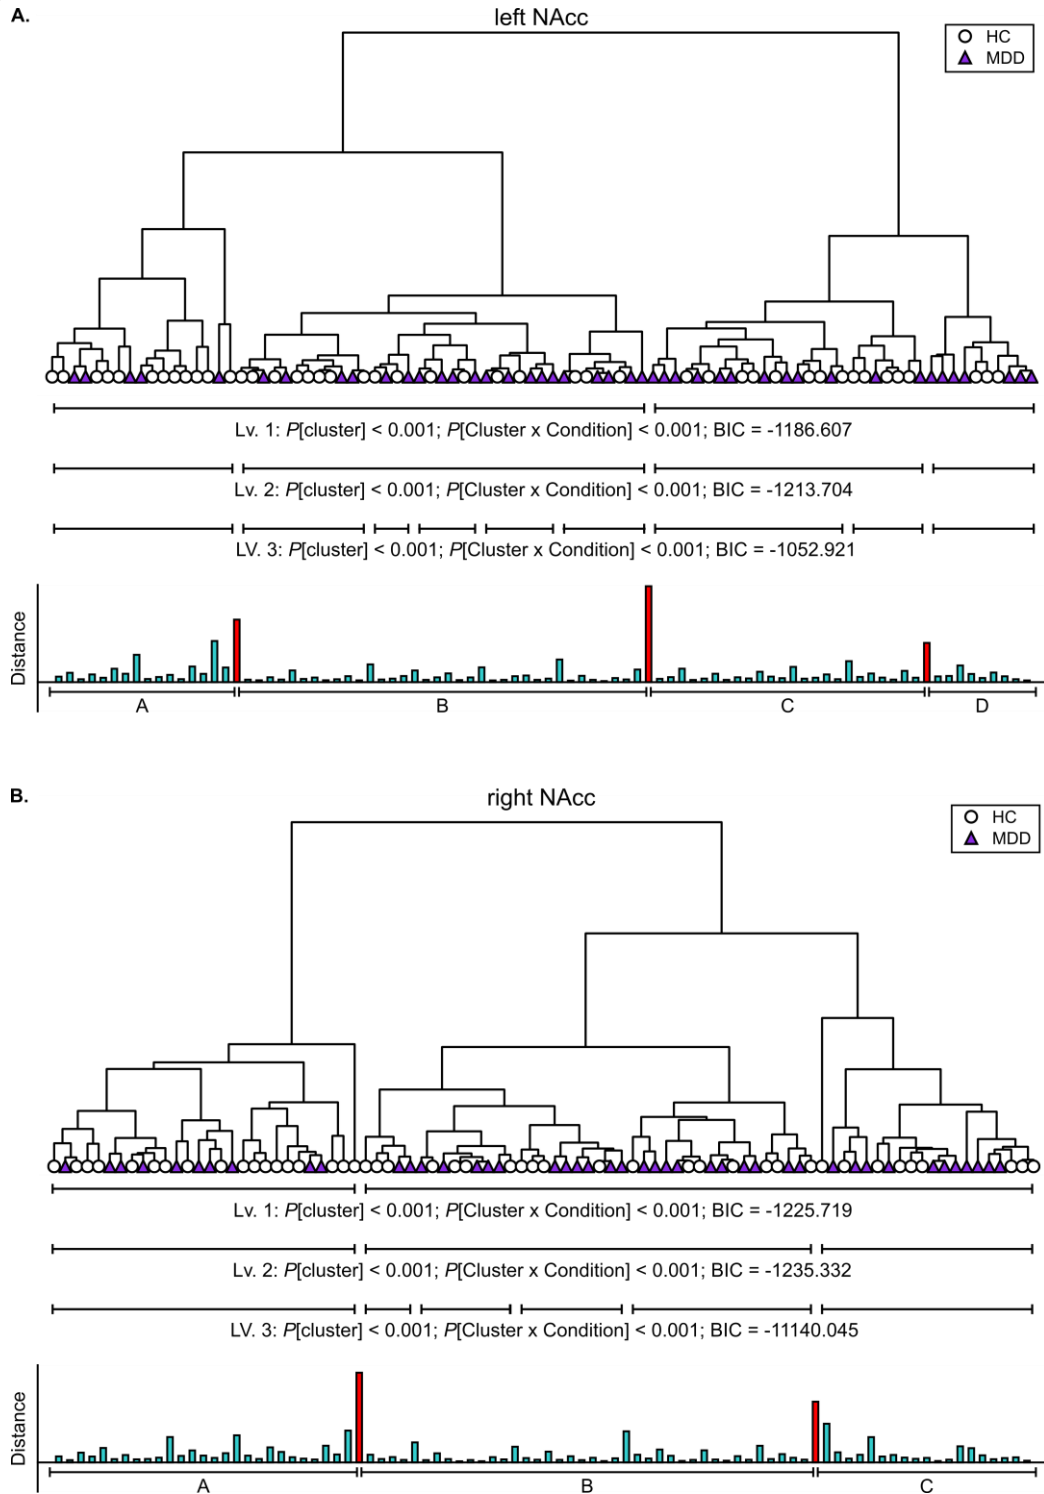 A.
left NAcc
HC
MDD
Lv. 1: P[cluster] < 0.001; P[Cluster x Condition] < 0.001; BIC = -1186.607
Lv. 2: P[cluster] < 0.001; P[Cluster x Condition] < 0.001; BIC = -1213.704
LV. 3: P[cluster] < 0.001; P[Cluster x Condition] < 0.001; BIC = -1052.921
Distance
A B C D
B.
right NAcc
HC
MDD
Lv. 1: P[cluster] < 0.001; P[Cluster x Condition] < 0.001; BIC = -1225.719
Lv. 2: P[cluster] < 0.001; P[Cluster x Condition] < 0.001; BIC = -1235.332
LV. 3: P[cluster] < 0.001; P[Cluster x Condition] < 0.001; BIC = -11140.045
Distance
A B C